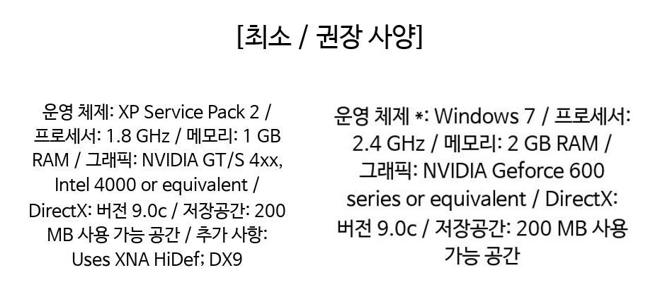 [최소 / 권장 사양]
운영 체제: XP Service Pack 2 /
프로세서: 1.8 GHz / 메모리: 1 GB
RAM / 그래픽: NVIDIA GT/S 4xx,
Intel 4000 or equivalent /
DirectX: 버전 9.0c / 저장공간: 200
MB 사용 가능 공간 / 추가 사항:
Uses XNA HiDef; DX9
운영 체제 *: Windows 7 / 프로세서:
2.4 GHz / 메모리: 2 GB RAM /
그래픽: NVIDIA Geforce 600
series or equivalent / DirectX:
버전 9.0c / 저장공간: 200 MB 사용
가능 공간